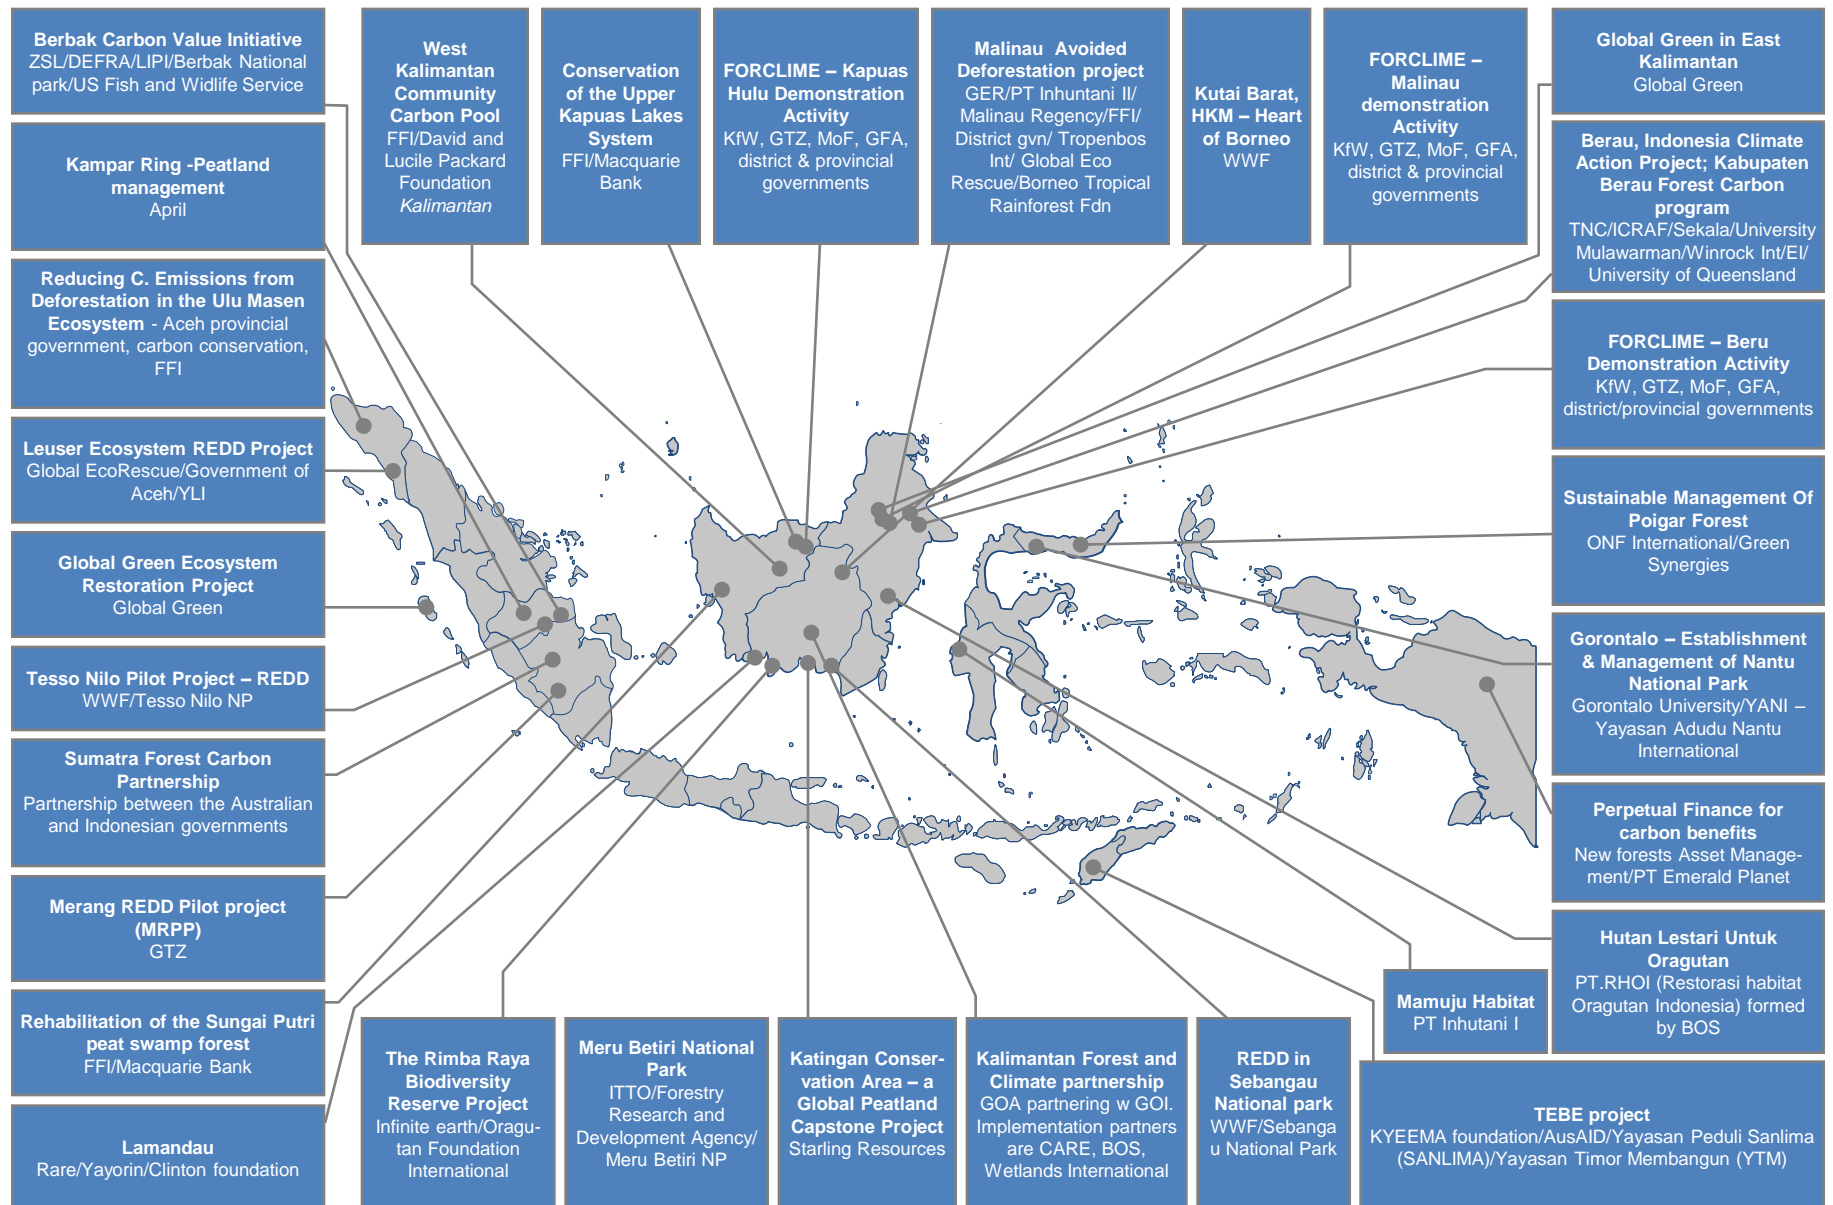 Berbak Carbon Value Initiative
ZSL/DEFRA/LIPI/Berbak National
park/US Fish and Widlife Service
Kampar Ring -Peatland
management
April
Reducing C. Emissions from
Deforestation in the Ulu Masen
Ecosystem - Aceh provincial
government, carbon conservation,
FFI
Leuser Ecosystem REDD Project
Global EcoRescue/Government of
Aceh/YLI
Global Green Ecosystem
Restoration Project
Global Green
Tesso Nilo Pilot Project – REDD
WWF/Tesso Nilo NP
Sumatra Forest Carbon
Partnership
Partnership between the Australian
and Indonesian governments
Merang REDD Pilot project
(MRPP)
GTZ
Rehabilitation of the Sungai Putri
peat swamp forest
FFI/Macquarie Bank
Lamandau
Rare/Yayorin/Clinton foundation
West
Kalimantan
Community
Carbon Pool
FFI/David and
Lucile Packard
Foundation
Kalimantan
Conservation
of the Upper
Kapuas Lakes
System
FFI/Macquarie
Bank
FORCLIME – Kapuas
Hulu Demonstration
Activity
KfW, GTZ, MoF, GFA,
district & provincial
governments
Malinau Avoided
Deforestation project
GER/PT Inhuntani II/
Malinau Regency/FFI/
District gvn/ Tropenbos
Int/ Global Eco
Rescue/Borneo Tropical
Rainforest Fdn
Kutai Barat,
HKM – Heart
of Borneo
WWF
FORCLIME –
Malinau
demonstration
Activity
KfW, GTZ, MoF, GFA,
district & provincial
governments
Global Green in East
Kalimantan
Global Green
Berau, Indonesia Climate
Action Project; Kabupaten
Berau Forest Carbon
program
TNC/ICRAF/Sekala/University
Mulawarman/Winrock Int/EI/
University of Queensland
FORCLIME – Beru
Demonstration Activity
KfW, GTZ, MoF, GFA,
district/provincial governments
Sustainable Management Of
Poigar Forest
ONF International/Green
Synergies
Gorontalo – Establishment
& Management of Nantu
National Park
Gorontalo University/YANI –
Yayasan Adudu Nantu
International
Perpetual Finance for
carbon benefits
New forests Asset Manage-
ment/PT Emerald Planet
Hutan Lestari Untuk
Oragutan
PT.RHOI (Restorasi habitat
Oragutan Indonesia) formed
by BOS
Mamuju Habitat
PT Inhutani I
The Rimba Raya
Biodiversity
Reserve Project
Infinite earth/Oragu-
tan Foundation
International
Meru Betiri National
Park
ITTO/Forestry
Research and
Development Agency/
Meru Betiri NP
Katingan Conser-
vation Area – a
Global Peatland
Capstone Project
Starling Resources
Kalimantan Forest and
Climate partnership
GOA partnering w GOI.
Implementation partners
are CARE, BOS,
Wetlands International
REDD in
Sebangau
National park
WWF/Sebanga
u National Park
TEBE project
KYEEMA foundation/AusAID/Yayasan Peduli Sanlima
(SANLIMA)/Yayasan Timor Membangun (YTM)